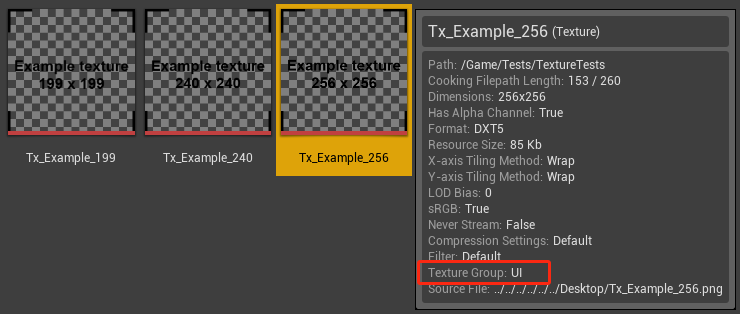 Example texture
199 x 199
Tx_Example_199
Example texture
240 x 240
Tx_Example_240
Example texture
256 x 256
Tx_Example_256
Tx_Example_256 (Texture)
Path: /Game/Tests/TextureTests
Cooking Filepath Length: 153 / 260
Dimensions: 256x256
Has Alpha Channel: True
Format: DXT5
Resource Size: 85 Kb
X-axis Tiling Method: Wrap
Y-axis Tiling Method: Wrap
LOD Bias: 0
sRGB: True
Never Stream: False
Compression Settings: Default
Filter: Default
Texture Group: UI
Source File: ../../../../../../Desktop/Tx_Example_256.png